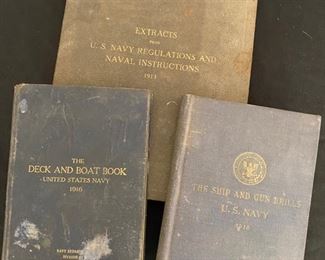 EXTRACTS
FROM
U. S. NAVY REGULATIONS AND
NAVAL INSTRUCTIONS
1913
THE
DECK AND BOAT BOOK
UNITED STATES NAVY
1916
THE SHIP AND GUN DRILLS
U. S. NAVY